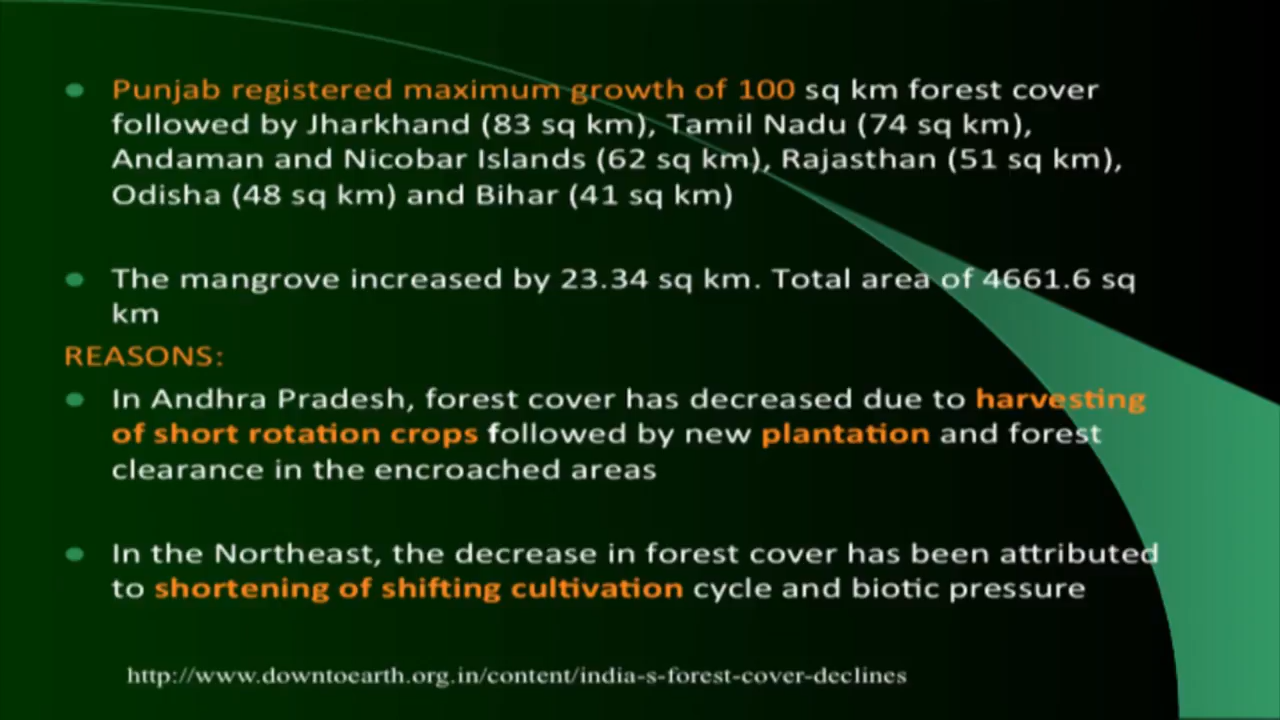 Punjab registered maximum growth of 100 sq km forest cover
followed by Jharkhand (83 sq km), Tamil Nadu (74 sq km),
Andaman and Nicobar Islands (62 sq km), Rajasthan (51 sq km),
Odisha (48 sq km) and Bihar (41 sq km)
The mangrove increased by 23.34 sq km. Total area of 4661.6 sq
km
REASONS:
In Andhra Pradesh, forest cover has decreased due to harvesting
of short rotation crops followed by new plantation and forest
clearance in the encroached areas
In the Northeast, the decrease in forest cover has been attributed
to shortening of shifting cultivation cycle and biotic pressure
http://www.downtoearth.org.in/content/india-s-forest-cover-declines